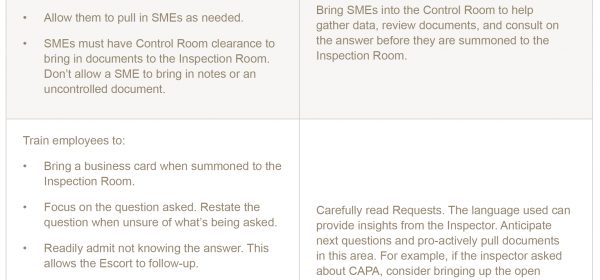 • Allow them to pull in SMEs as needed.
• SMEs must have Control Room clearance to
bring in documents to the Inspection Room.
Don't allow a SME to bring in notes or an
uncontrolled document.
Bring SMEs into the Control Room to help
gather data, review documents, and consult on
the answer before they are summoned to the
Inspection Room.
Train employees to:
• Bring a business card when summoned to the
Inspection Room.
• Focus on the question asked. Restate the
question when unsure of what's being asked.
• Readily admit not knowing the answer. This
allows the Escort to follow-up.
Carefully read Requests. The language used can
provide insights from the Inspector. Anticipate
next questions and pro-actively pull documents
in this area. For example, if the inspector asked
about CAPA, consider bringing up the open